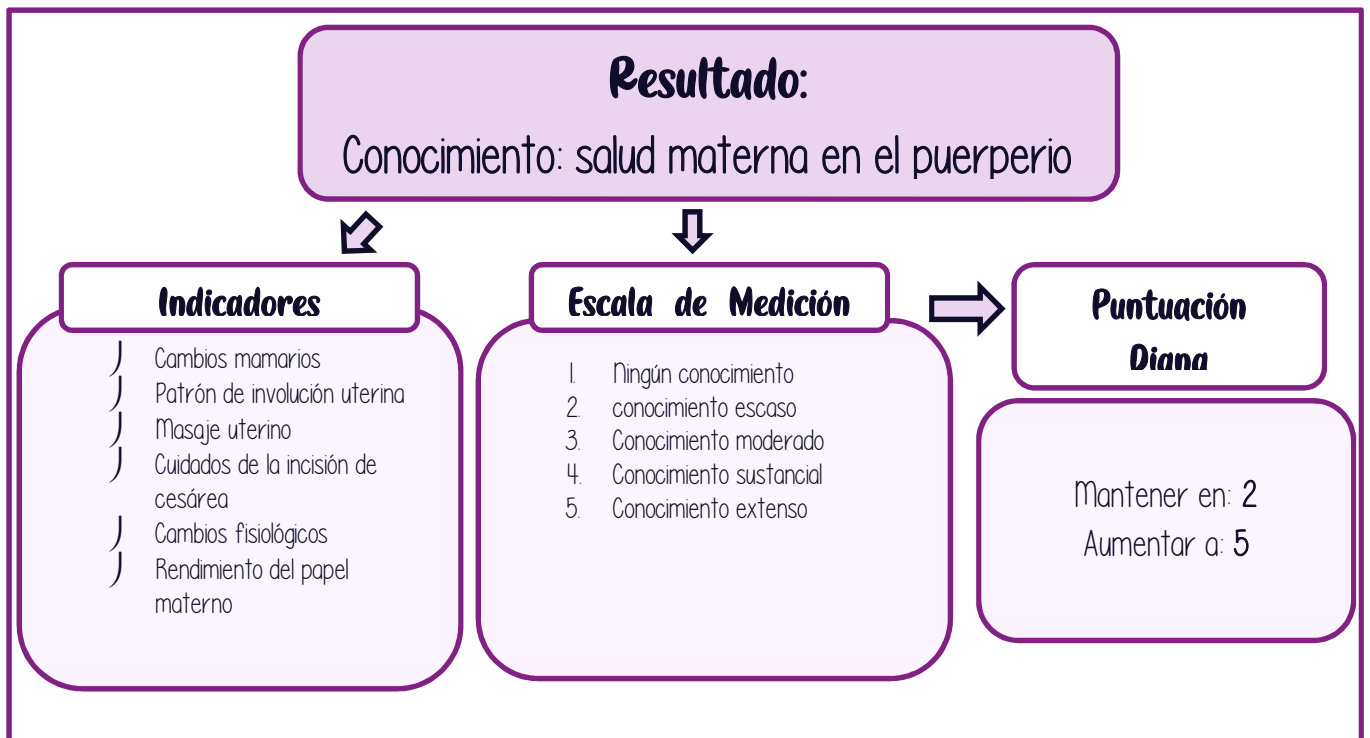 Resultado:
Conocimiento: salud materna en el puerperio
Indicadores
Cambios mamarios
Patrón de involución uterina
Masaje uterino
Cuidados de la incisión de
cesárea
Cambios fisiológicos
Rendimiento del papel
materno
Escala de Medición
1. Ningún conocimiento
2. conocimiento escaso
3. Conocimiento moderado
4. Conocimiento sustancial
5. Conocimiento extenso
Puntuación
Diana
Mantener en: 2
Aumentar a: 5